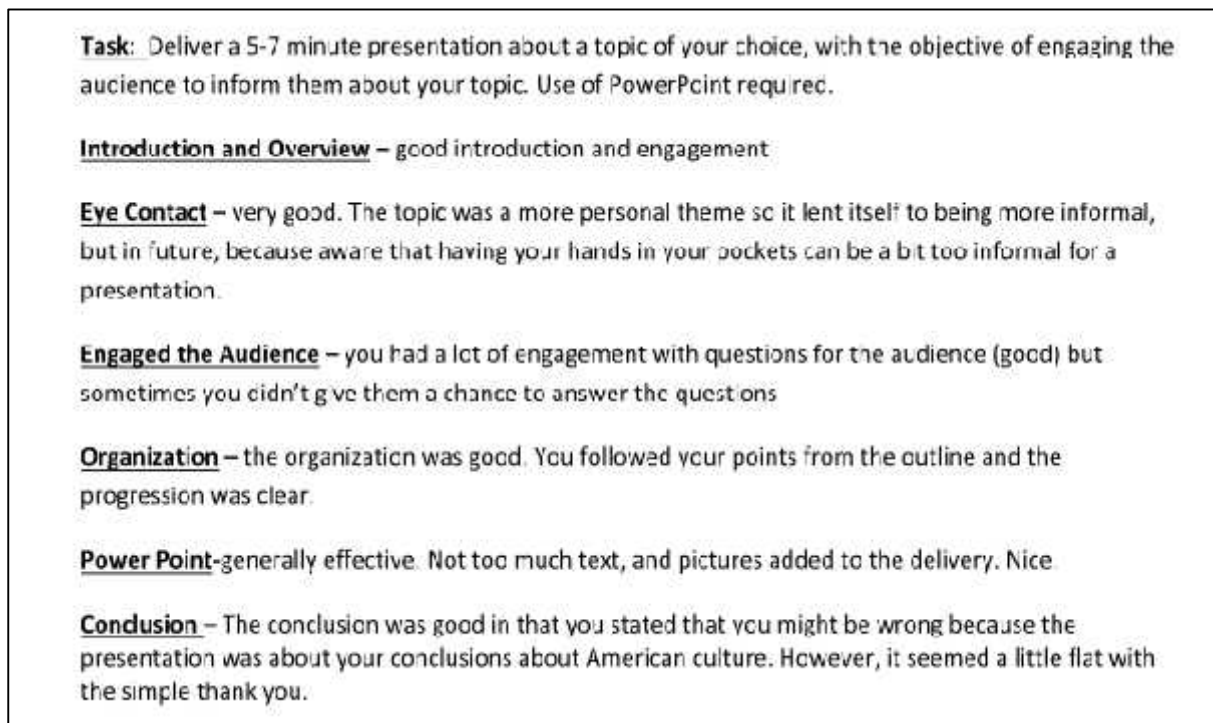 Task: Deliver a 5-7 minute presentation about a topic of your choice, with the objective of engaging the
audience to inform them about your topic. Use of PowerPoint required.
Introduction and Overview – good introduction and engagement
Eye Contact – very good. The topic was a more personal theme so it lent itself to being more informal,
but in future, because aware that having your hands in your pockets can be a bit too informal for a
presentation.
Engaged the Audience – you had a lot of engagement with questions for the audience (good) but
sometimes you didn't give them a chance to answer the questions
Organization – the organization was good. You followed your points from the outline and the
progression was clear.
Power Point-generally effective. Not too much text, and pictures added to the delivery. Nice
Conclusion – The conclusion was good in that you stated that you might be wrong because the
presentation was about your conclusions about American culture. However, it seemed a little flat with
the simple thank you.